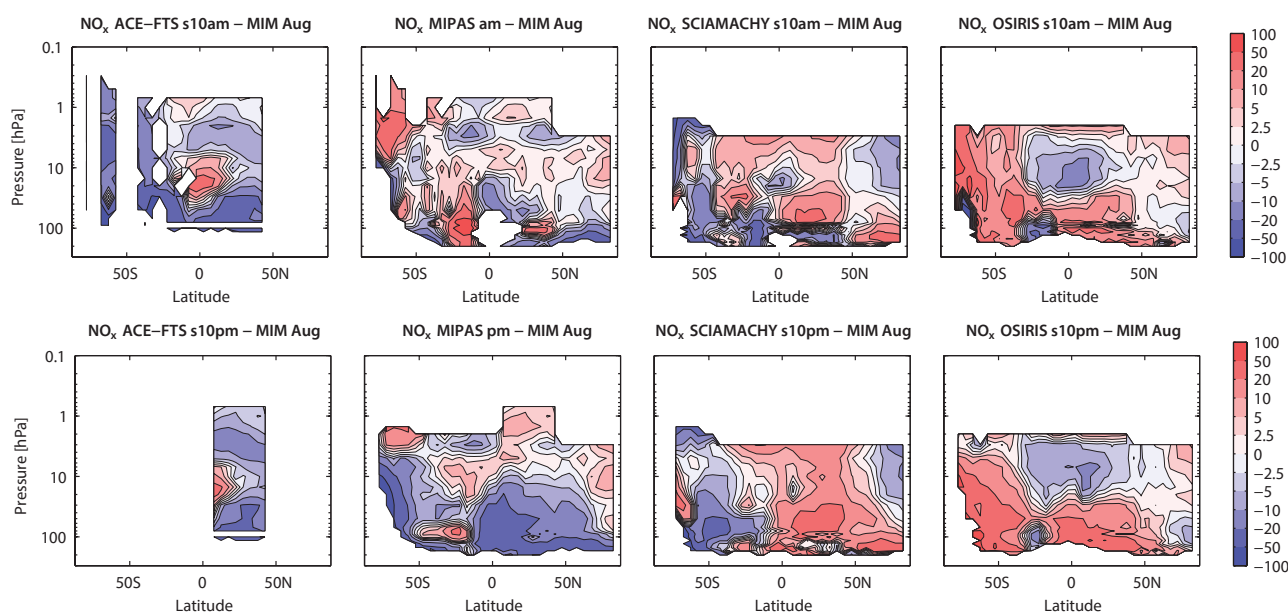 NOx ACE−FTS s10am − MIM Aug
NOx MIPAS am − MIM Aug
NOx SCIAMACHY s10am − MIM Aug
NOx OSIRIS s10am − MIM Aug
Pressure [hPa]
0.1
1
10
100
50S 0 50N
50S 0 50N
50S 0 50N
50S 0 50N
Latitude
Latitude
Latitude
Latitude
100
50
20
10
5
2.5
0
−2.5
−5
−10
−20
−50
−100
NOx ACE−FTS s10pm − MIM Aug
NOx MIPAS pm − MIM Aug
NOx SCIAMACHY s10pm − MIM Aug
NOx OSIRIS s10pm − MIM Aug
Pressure [hPa]
0.1
1
10
100
50S 0 50N
50S 0 50N
50S 0 50N
50S 0 50N
Latitude
Latitude
Latitude
Latitude
100
50
20
10
5
2.5
0
−2.5
−5
−10
−20
−50
−100